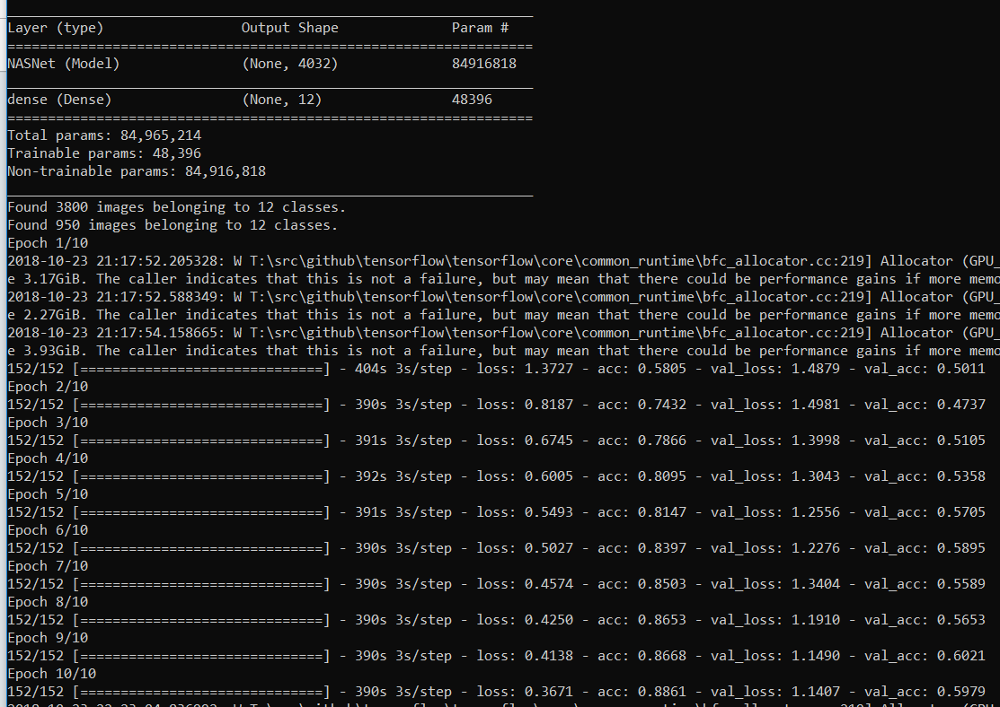 Layer (type) Output Shape Param #
=================================================================
NASNet (Model) (None, 4032) 84916818
_________________________________________________________________
dense (Dense) (None, 12) 48396
=================================================================
Total params: 84,965,214
Trainable params: 48,396
Non-trainable params: 84,916,818
_________________________________________________________________
Found 3800 images belonging to 12 classes.
Found 950 images belonging to 12 classes.
Epoch 1/10
2018-10-23 21:17:52.205328: W T:\src\github\tensorflow\tensorflow\core\common_runtime\bfc_allocator.cc:219] Allocator (GPU_
e 3.17GiB. The caller indicates that this is not a failure, but may mean that there could be performance gains if more memo
2018-10-23 21:17:52.588349: W T:\src\github\tensorflow\tensorflow\core\common_runtime\bfc_allocator.cc:219] Allocator (GPU_
e 2.27GiB. The caller indicates that this is not a failure, but may mean that there could be performance gains if more memo
2018-10-23 21:17:54.158665: W T:\src\github\tensorflow\tensorflow\core\common_runtime\bfc_allocator.cc:219] Allocator (GPU_
e 3.93GiB. The caller indicates that this is not a failure, but may mean that there could be performance gains if more memo
152/152 [==============================] - 404s 3s/step - loss: 1.3727 - acc: 0.5805 - val_loss: 1.4879 - val_acc: 0.5011
Epoch 2/10
152/152 [==============================] - 390s 3s/step - loss: 0.8187 - acc: 0.7432 - val_loss: 1.4981 - val_acc: 0.4737
Epoch 3/10
152/152 [==============================] - 391s 3s/step - loss: 0.6745 - acc: 0.7866 - val_loss: 1.3998 - val_acc: 0.5105
Epoch 4/10
152/152 [==============================] - 392s 3s/step - loss: 0.6005 - acc: 0.8095 - val_loss: 1.3043 - val_acc: 0.5358
Epoch 5/10
152/152 [==============================] - 391s 3s/step - loss: 0.5493 - acc: 0.8147 - val_loss: 1.2556 - val_acc: 0.5705
Epoch 6/10
152/152 [==============================] - 390s 3s/step - loss: 0.5027 - acc: 0.8397 - val_loss: 1.2276 - val_acc: 0.5895
Epoch 7/10
152/152 [==============================] - 390s 3s/step - loss: 0.4574 - acc: 0.8503 - val_loss: 1.3404 - val_acc: 0.5589
Epoch 8/10
152/152 [==============================] - 390s 3s/step - loss: 0.4250 - acc: 0.8653 - val_loss: 1.1910 - val_acc: 0.5653
Epoch 9/10
152/152 [==============================] - 390s 3s/step - loss: 0.4138 - acc: 0.8668 - val_loss: 1.1490 - val_acc: 0.6021
Epoch 10/10
152/152 [==============================] - 390s 3s/step - loss: 0.3671 - acc: 0.8861 - val_loss: 1.1407 - val_acc: 0.5979